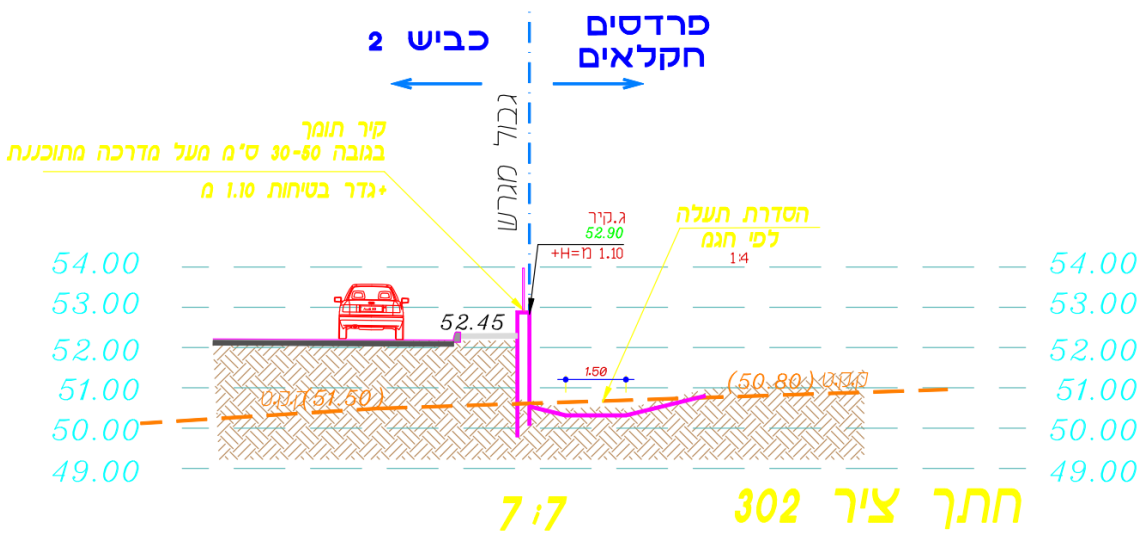 פרדסים
חקלאים
כביש 2
גבול מגרש
קיר תומך
בגובה 30-50 ס"מ מעל מדרכה מתוכננת
+גדר בטיחות 1.10 מ
ג.קיר
52.90
+H=1.10 מ'
הסדרת תעלה
לפי חגמ
1:4
54.00
54.00
53.00
52.45
53.00
52.00
52.00
1.50
51.00
(51.50)
(50.80)
51.00
50.00
50.00
49.00
49.00
חתך ציר 302
7:7